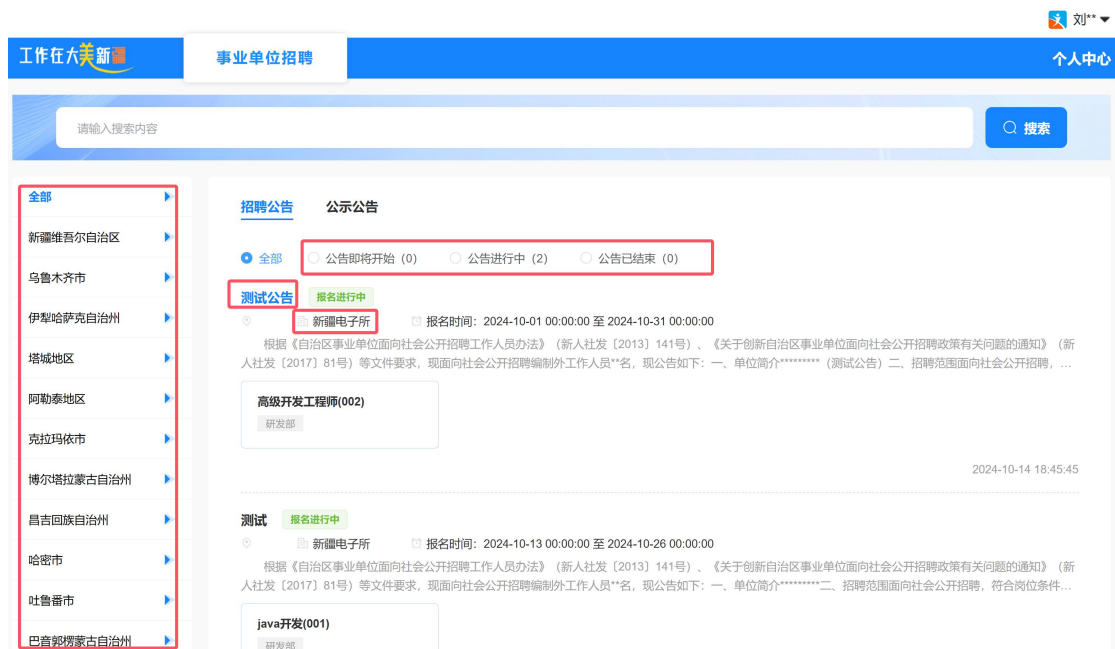 刘**
工作在大美新疆
事业单位招聘
个人中心
请输入搜索内容
搜索
全部
新疆维吾尔自治区
乌鲁木齐市
伊犁哈萨克自治州
塔城地区
阿勒泰地区
克拉玛依市
博尔塔拉蒙古自治州
昌吉回族自治州
哈密市
吐鲁番市
巴音郭楞蒙古自治州
招聘公告 公示公告
全部 公告即将开始（0） 公告进行中（2） 公告已结束（0）
测试公告 报名进行中
新疆电子所 报名时间：2024-10-01 00:00:00 至 2024-10-31 00:00:00
根据《自治区事业单位面向社会公开招聘工作人员办法》（新人社发〔2013〕141号）、《关于创新自治区事业单位面向社会公开招聘政策有关问题的通知》（新
人社发〔2017〕81号）等文件要求，现面向社会公开招聘编制外工作人员**名，现公告如下：一、单位简介*********（测试公告）二、招聘范围面向社会公开招聘，...
高级开发工程师(002)
研发部
2024-10-14 18:45:45
测试 报名进行中
新疆电子所 报名时间：2024-10-13 00:00:00 至 2024-10-26 00:00:00
根据《自治区事业单位面向社会公开招聘工作人员办法》（新人社发〔2013〕141号）、《关于创新自治区事业单位面向社会公开招聘政策有关问题的通知》（新
人社发〔2017〕81号）等文件要求，现面向社会公开招聘编制外工作人员**名，现公告如下：一、单位简介*********二、招聘范围面向社会公开招聘，符合岗位条件...
java开发(001)
研发部